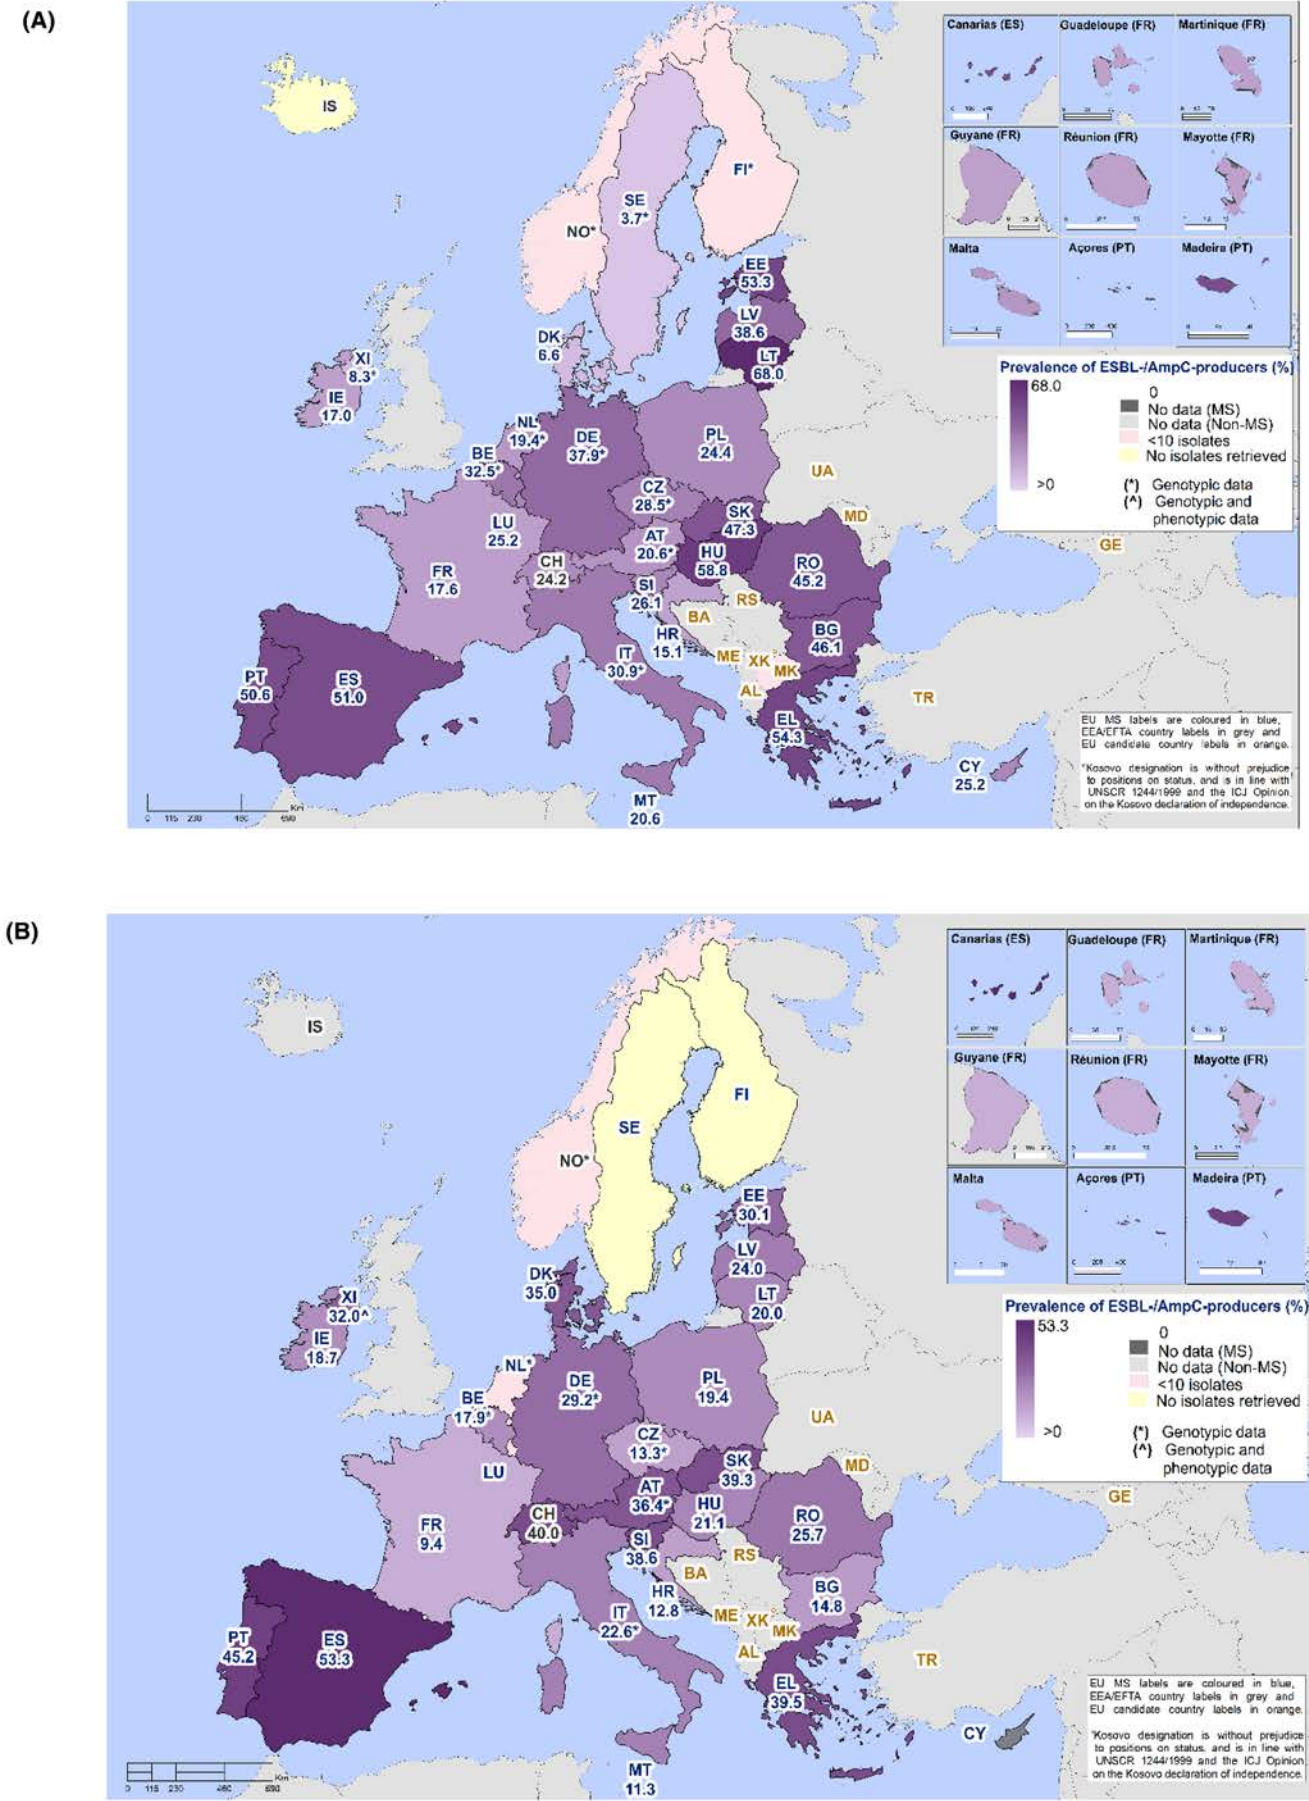 (A)
IS
Canarias (ES)
Guadeloupe (FR)
Martinique (FR)
Guyane (FR)
Réunion (FR)
Mayotte (FR)
Malta
Açores (PT)
Madeira (PT)
FI*
SE
3.7*
NO*
EE
53.3
LV
38.6
LT
68.0
DK
6.6
XI
8.3*
IE
17.0
NL
19.4*
BE
32.5*
DE
37.9*
PL
24.4
CZ
28.5*
SK
47.3
LU
25.2
AT
20.6*
HU
58.8
CH
24.2
FR
17.6
SI
26.1
HR
15.1
RO
45.2
BG
46.1
IT
30.9*
PT
50.6
ES
51.0
EL
54.3
MT
20.6
CY
25.2
UA
MD
GE
RS
BA
ME
XK
MK
AL
TR
Prevalence of ESBL-/AmpC-producers (%)
68.0
>0
0
No data (MS)
No data (Non-MS)
<10 isolates
No isolates retrieved
(*) Genotypic data
(^) Genotypic and
phenotypic data
EU MS labels are coloured in blue,
EEA/EFTA country labels in grey and
EU candidate country labels in orange.
*Kosovo designation is without prejudice
to positions on status, and is in line with
UNSCR 1244/1999 and the ICJ Opinion
on the Kosovo declaration of independence.
Km
0 115 230 460 690
(B)
IS
Canarias (ES)
Guadeloupe (FR)
Martinique (FR)
Guyane (FR)
Réunion (FR)
Mayotte (FR)
Malta
Açores (PT)
Madeira (PT)
FI
SE
NO*
EE
30.1
LV
24.0
LT
20.0
DK
35.0
XI
32.0^
IE
18.7
NL*
BE
17.9*
DE
29.2*
PL
19.4
CZ
13.3*
SK
39.3
LU
AT
36.4*
HU
21.1
CH
40.0
FR
9.4
SI
38.6
HR
12.8
RO
25.7
BG
14.8
IT
22.6*
PT
45.2
ES
53.3
EL
39.5
MT
11.3
CY
UA
MD
GE
RS
BA
ME
XK
MK
AL
TR
Prevalence of ESBL-/AmpC-producers (%)
53.3
>0
0
No data (MS)
No data (Non-MS)
<10 isolates
No isolates retrieved
(*) Genotypic data
(^) Genotypic and
phenotypic data
EU MS labels are coloured in blue,
EEA/EFTA country labels in grey and
EU candidate country labels in orange.
*Kosovo designation is without prejudice
to positions on status, and is in line with
UNSCR 1244/1999 and the ICJ Opinion
on the Kosovo declaration of independence.
Km
0 115 230 460 690